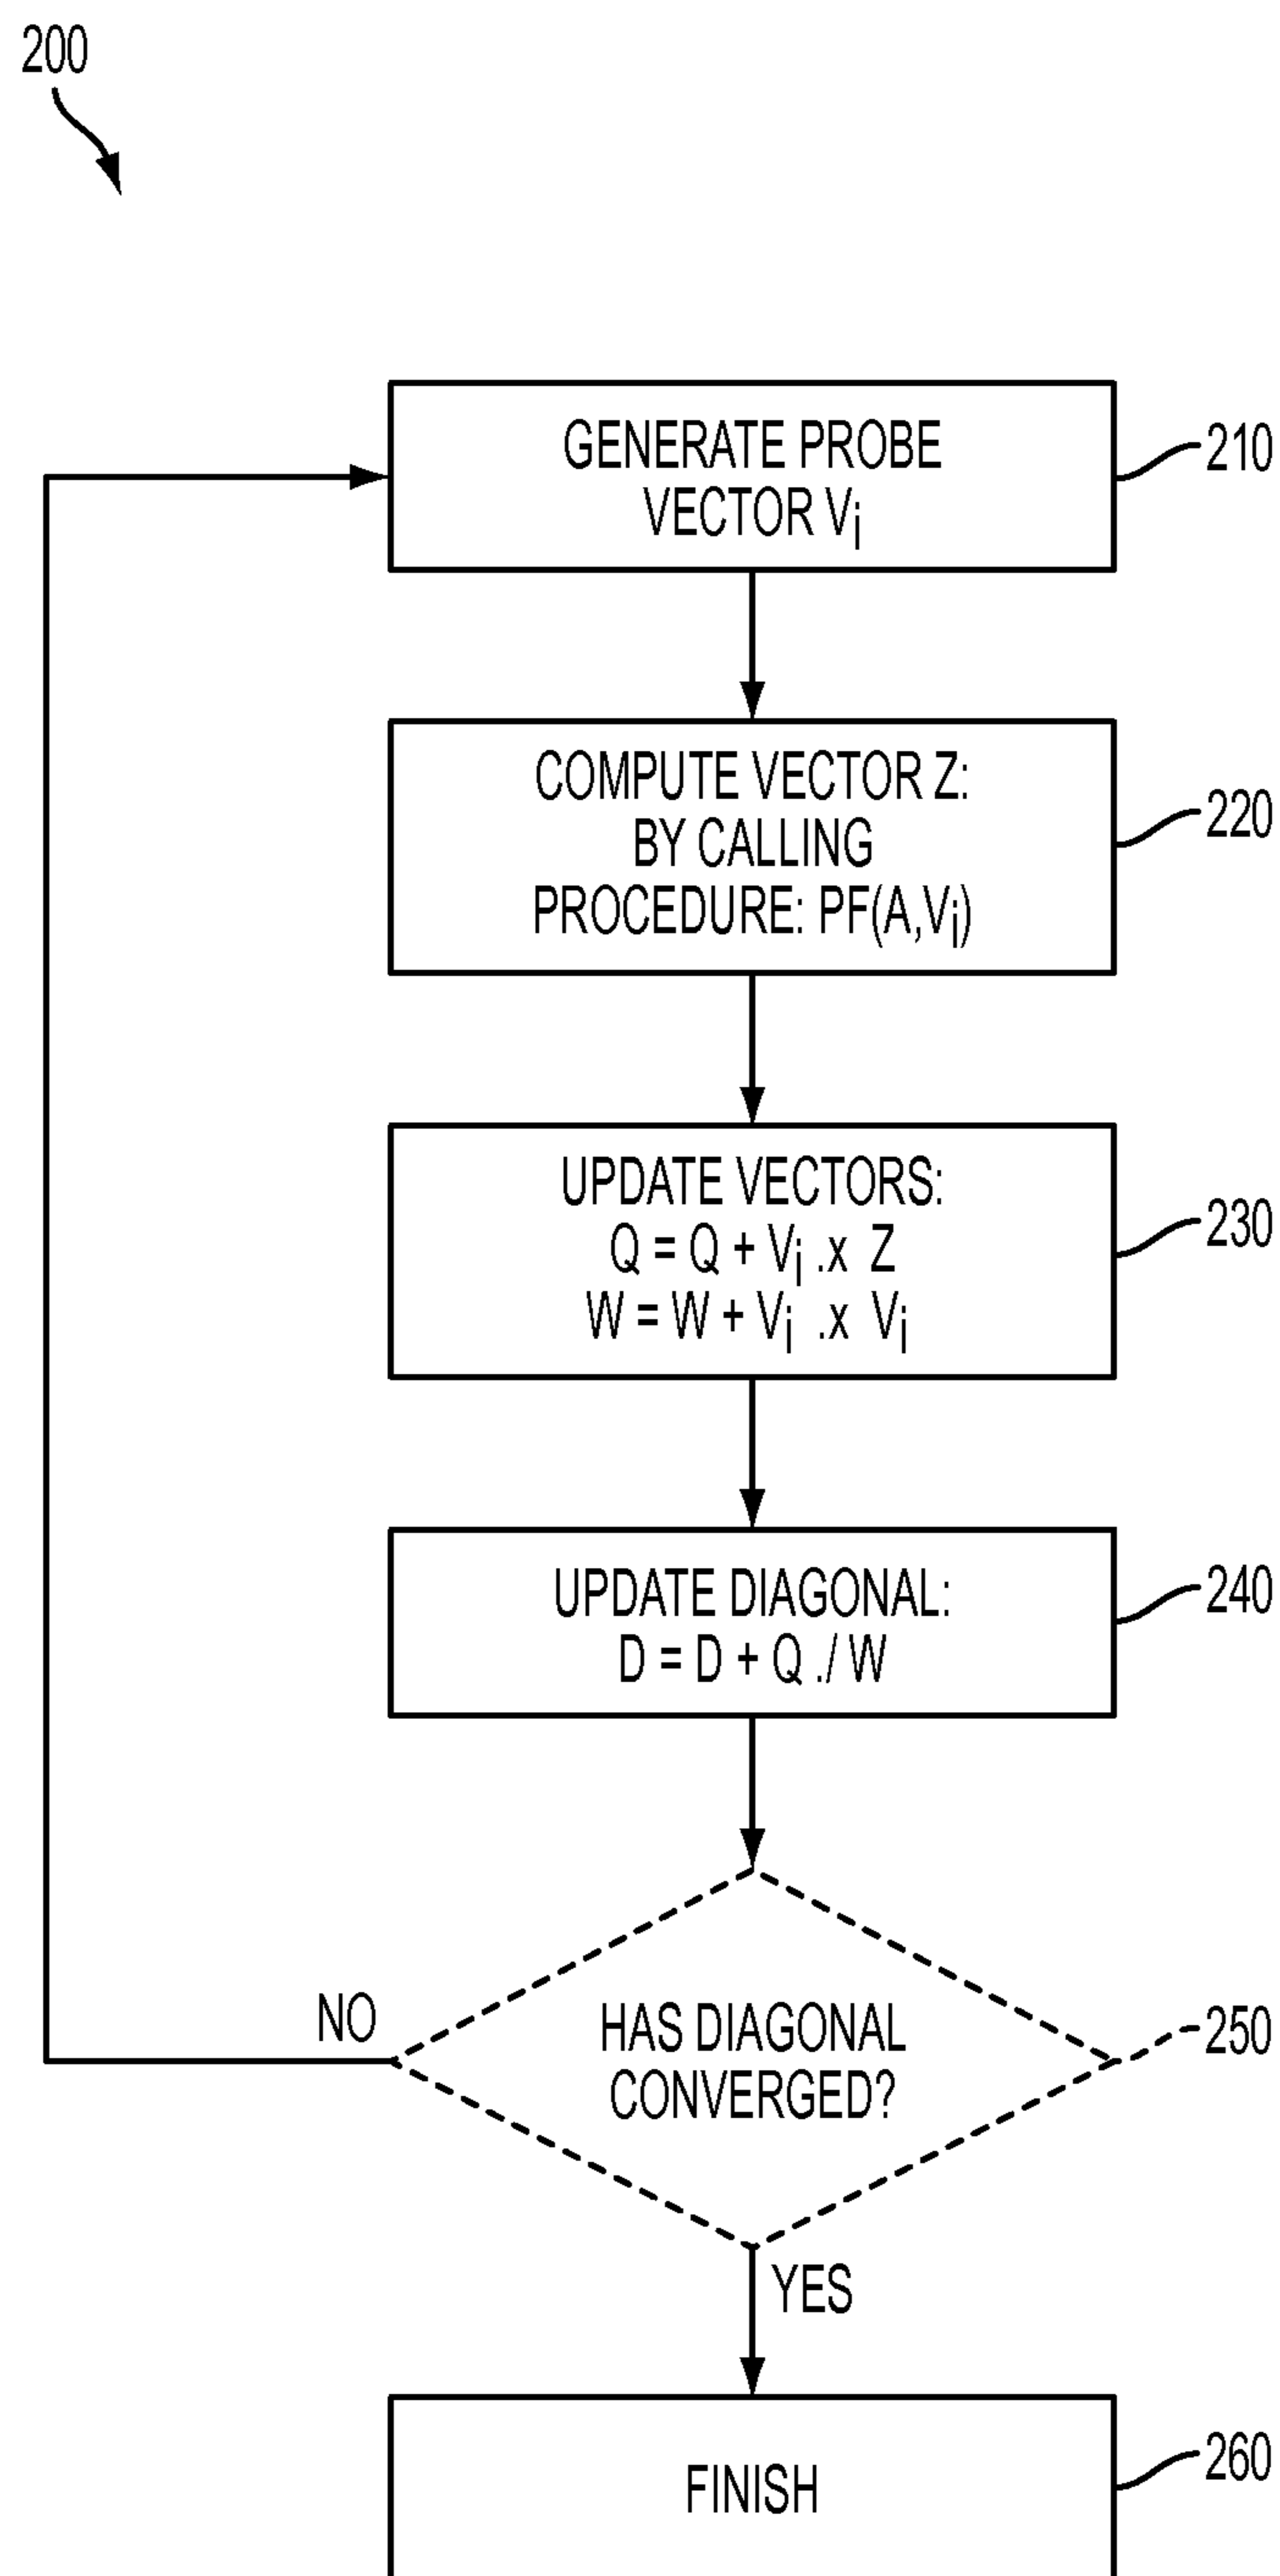 200
GENERATE PROBE
VECTOR Vi
210
COMPUTE VECTOR Z:
BY CALLING
PROCEDURE: PF(A,Vi)
220
UPDATE VECTORS:
Q = Q + Vi .x Z
W = W + Vi .x Vi
230
UPDATE DIAGONAL:
D = D + Q ./ W
240
HAS DIAGONAL
CONVERGED?
250
NO
YES
FINISH
260